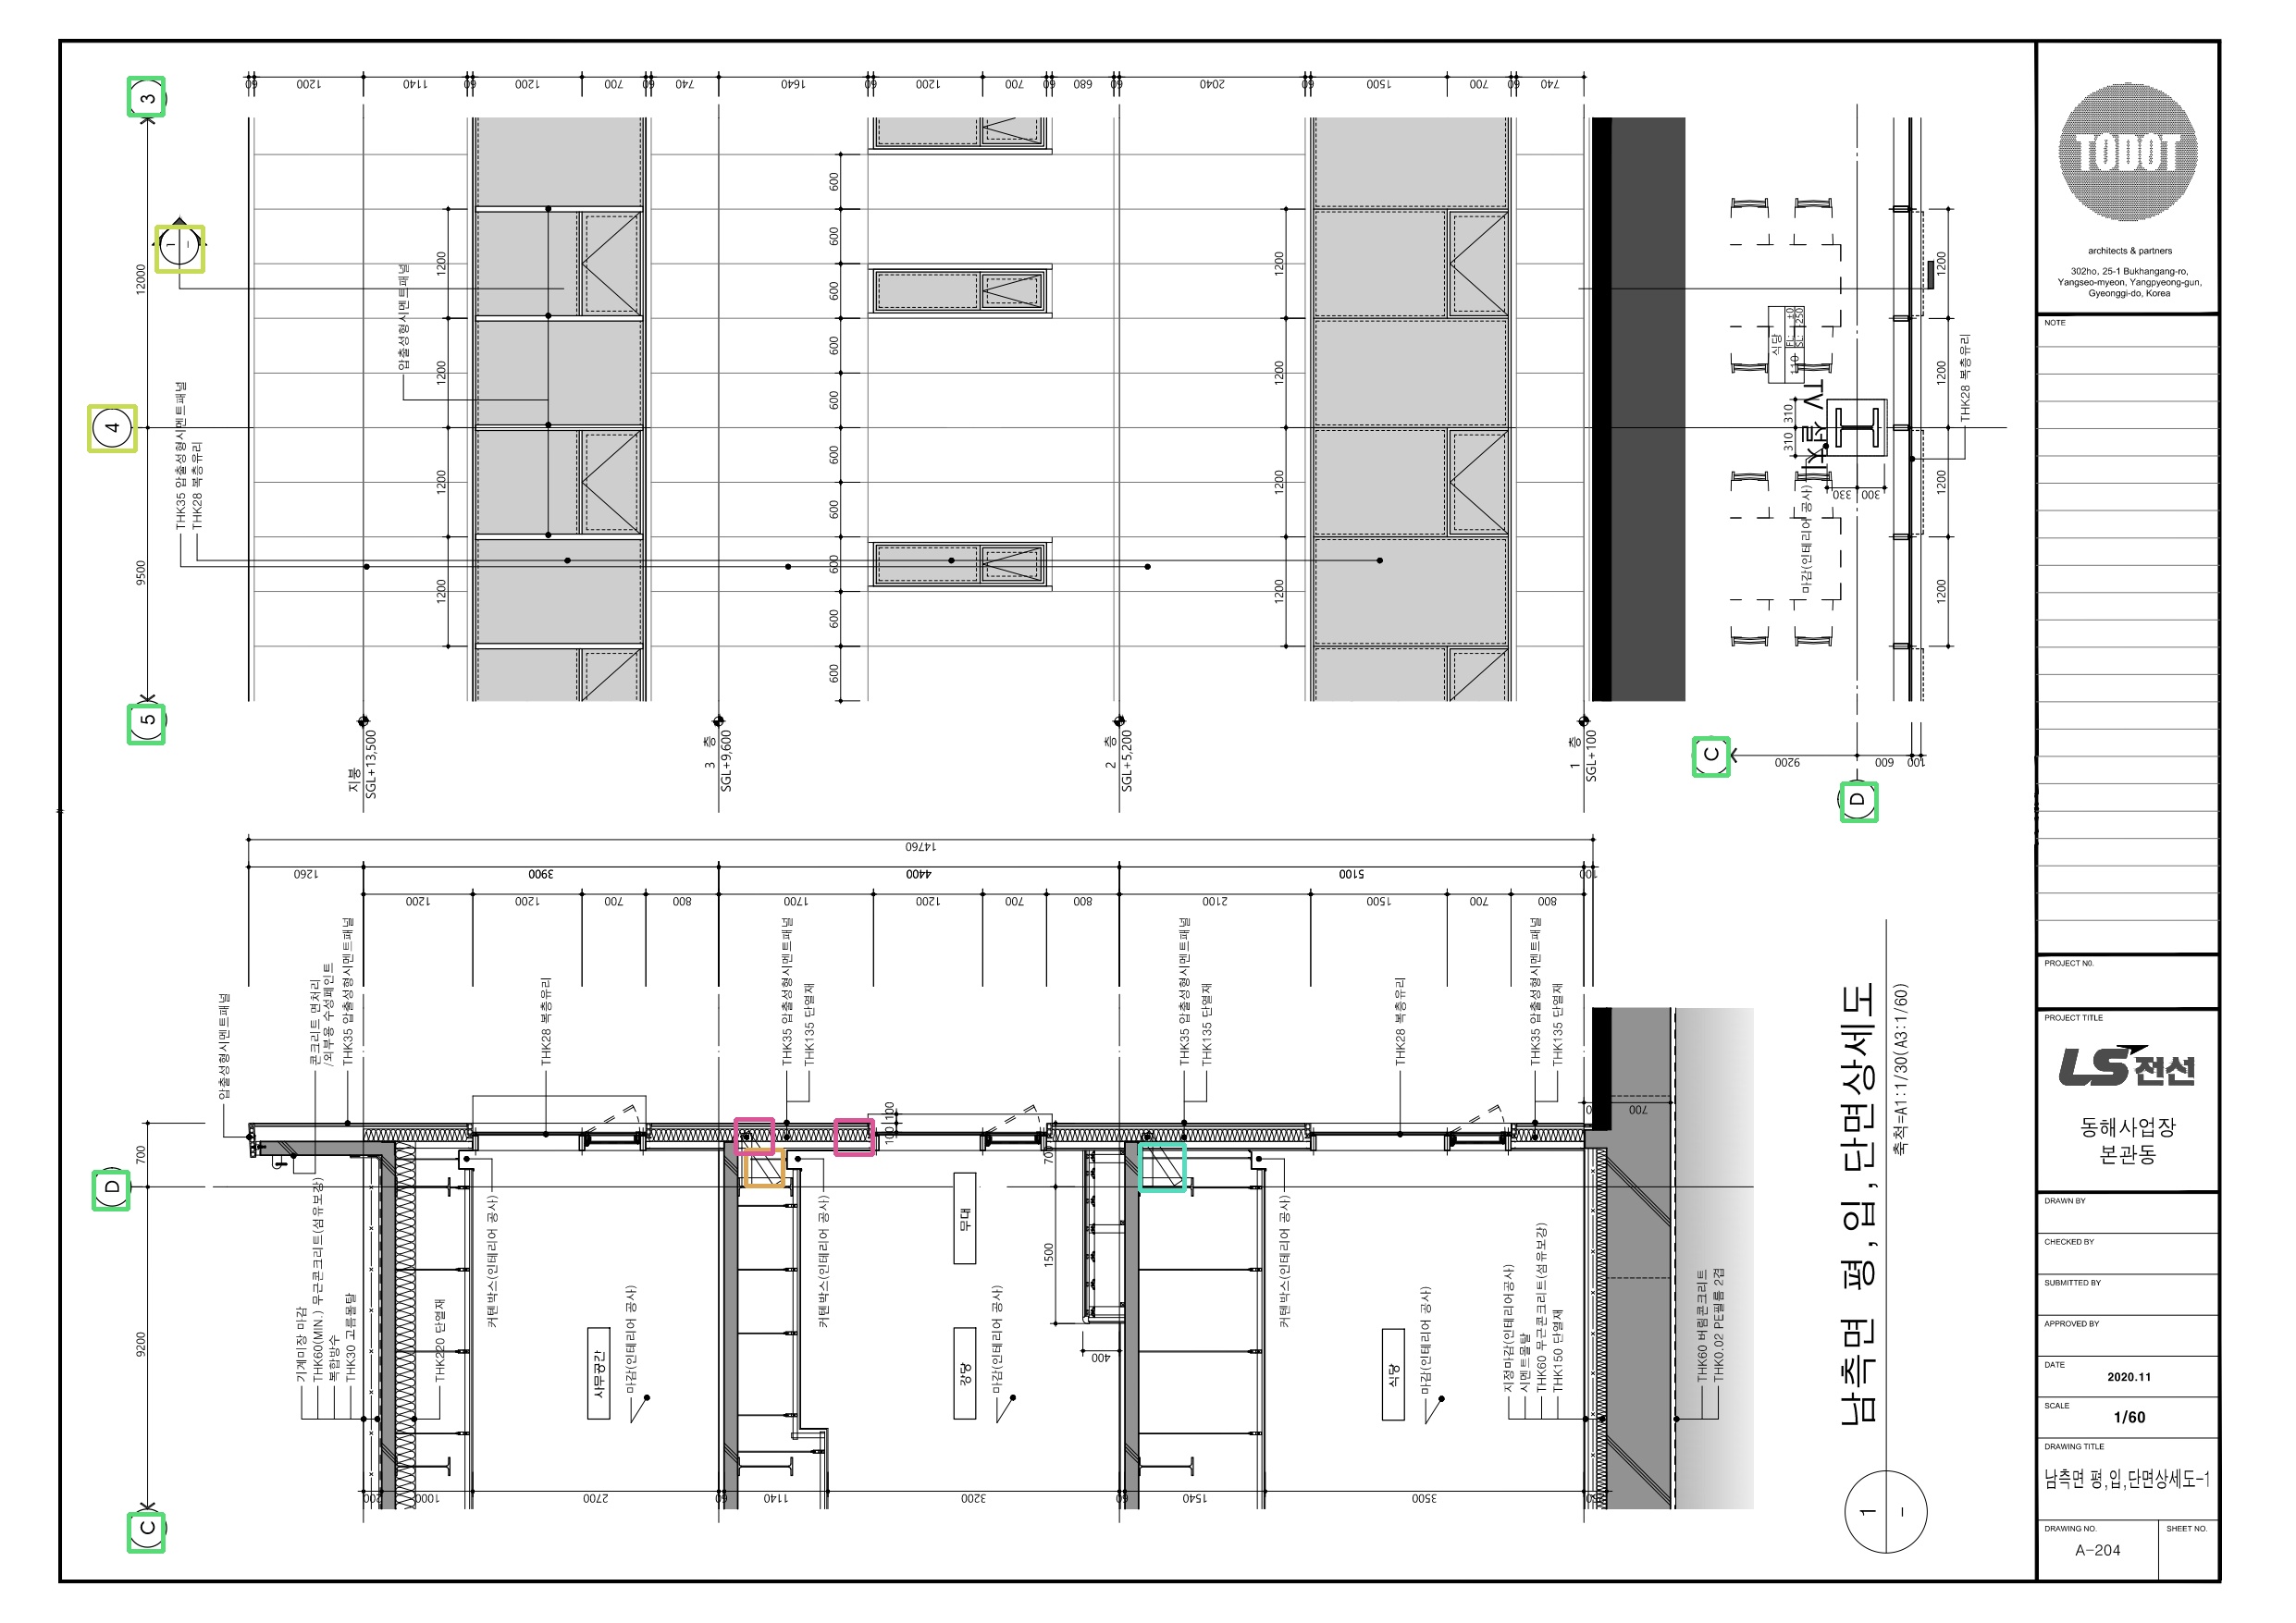 3
60
1200
1140
60
1200
700
60
740
1640
60
1200
700
60
680
60
2040
60
1500
700
60
740
12000
9500
4
5
1
–
압출성형시멘트패널
THK35 압출성형시멘트패널
THK28 복층유리
1200
1200
1200
1200
600
600
600
600
600
600
600
600
600
600
1200
1200
1200
1200
지붕
SGL+13,500
3 층
SGL+9,600
2 층
SGL+5,200
1 층
SGL+100
식당
FL: ±0
SL: -250
110
TV 설치
310
310
330
300
마감(인테리어 공사)
1200
1200
1200
1200
THK28 복층유리
C
9200
600
100
D
14760
1260
3900
4400
5100
100
1200
1200
700
800
1700
1200
700
800
2100
1500
700
800
압출성형시멘트패널
콘크리트 면처리
/외부용 수성페인트
THK35 압출성형시멘트패널
THK28 복층유리
THK35 압출성형시멘트패널
THK135 단열재
THK35 압출성형시멘트패널
THK135 단열재
THK28 복층유리
THK35 압출성형시멘트패널
THK135 단열재
700
D
9200
C
100
100
700
1500
400
700
기계미장 마감
THK60(MIN.) 무근콘크리트(섬유보강)
복합방수
THK30 고름몰탈
THK220 단열재
커텐박스(인테리어 공사)
사무공간
마감(인테리어 공사)
커텐박스(인테리어 공사)
무대
강당
마감(인테리어 공사)
커텐박스(인테리어 공사)
식당
마감(인테리어 공사)
지정마감(인테리어공사)
시멘트몰탈
THK60 무근콘크리트(섬유보강)
THK150 단열재
THK60 버림콘크리트
THK0.02 PE필름 2겹
200
1000
2700
60
1140
3200
60
1540
3500
남측면 평,입,단면상세도
축척=A1:1/30(A3:1/60)
1
–
architects & partners
302ho, 25-1 Bukhangang-ro,
Yangseo-myeon, Yangpyeong-gun,
Gyeonggi-do, Korea
NOTE
PROJECT NO.
PROJECT TITLE
LS전선
동해사업장
본관동
DRAWN BY
CHECKED BY
SUBMITTED BY
APPROVED BY
DATE
2020.11
SCALE
1/60
DRAWING TITLE
남측면 평,입,단면상세도-1
DRAWING NO.
SHEET NO.
A-204